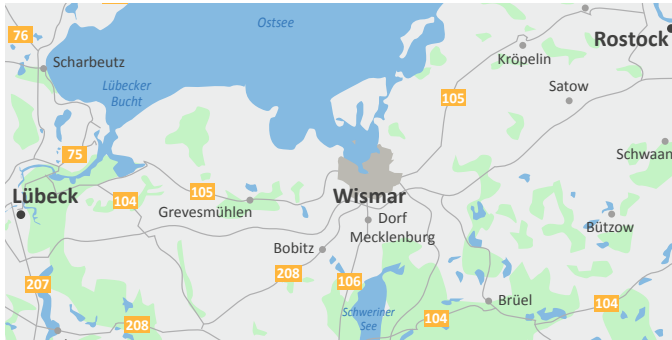 Ostsee
76
Rostock
Scharbeutz
Kröpelin
Lübecker
Bucht
Satow
105
75
Schwaan
Lübeck
104
105
Wismar
Grevesmühlen
Dorf
Mecklenburg
Bützow
Bobitz
208
106
207
Schweriner
See
Brüel
104
104
208